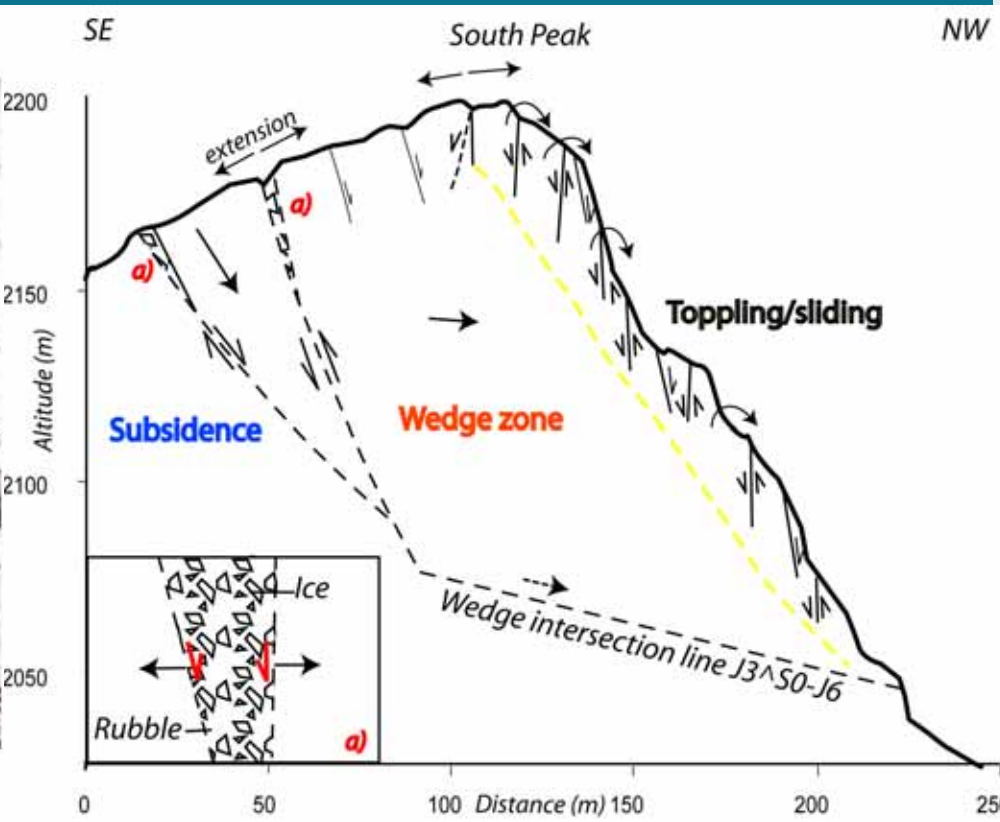 SE
South Peak
NW
2200
extension
a)
a)
2150
Toppling/sliding
Altitude (m)
Subsidence
Wedge zone
2100
Ice
Wedge intersection line J3^S0-J6
2050
Rubble
a)
0
50
100
Distance (m)
150
200
25